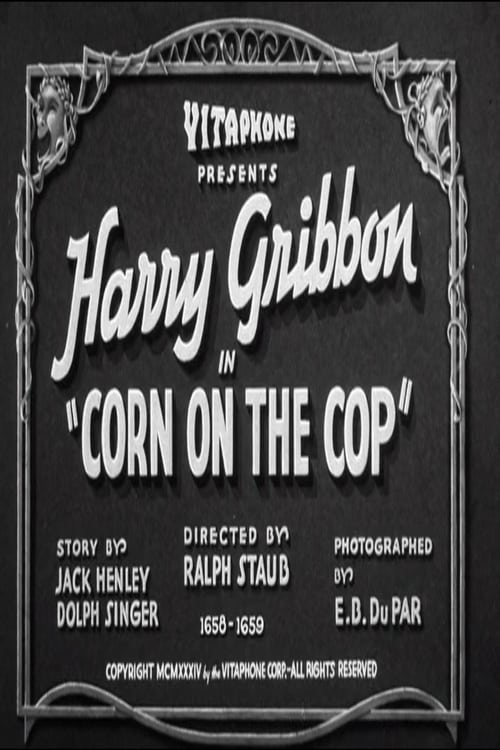 VITAPHONE
PRESENTS
Harry Gribbon
IN
"CORN ON THE COP"
STORY BY
JACK HENLEY
DOLPH SINGER
DIRECTED BY
RALPH STAUB
1658-1659
PHOTOGRAPHED
BY
E.B. DuPAR
COPYRIGHT MCMXXXIV by the VITAPHONE CORP.-ALL RIGHTS RESERVED